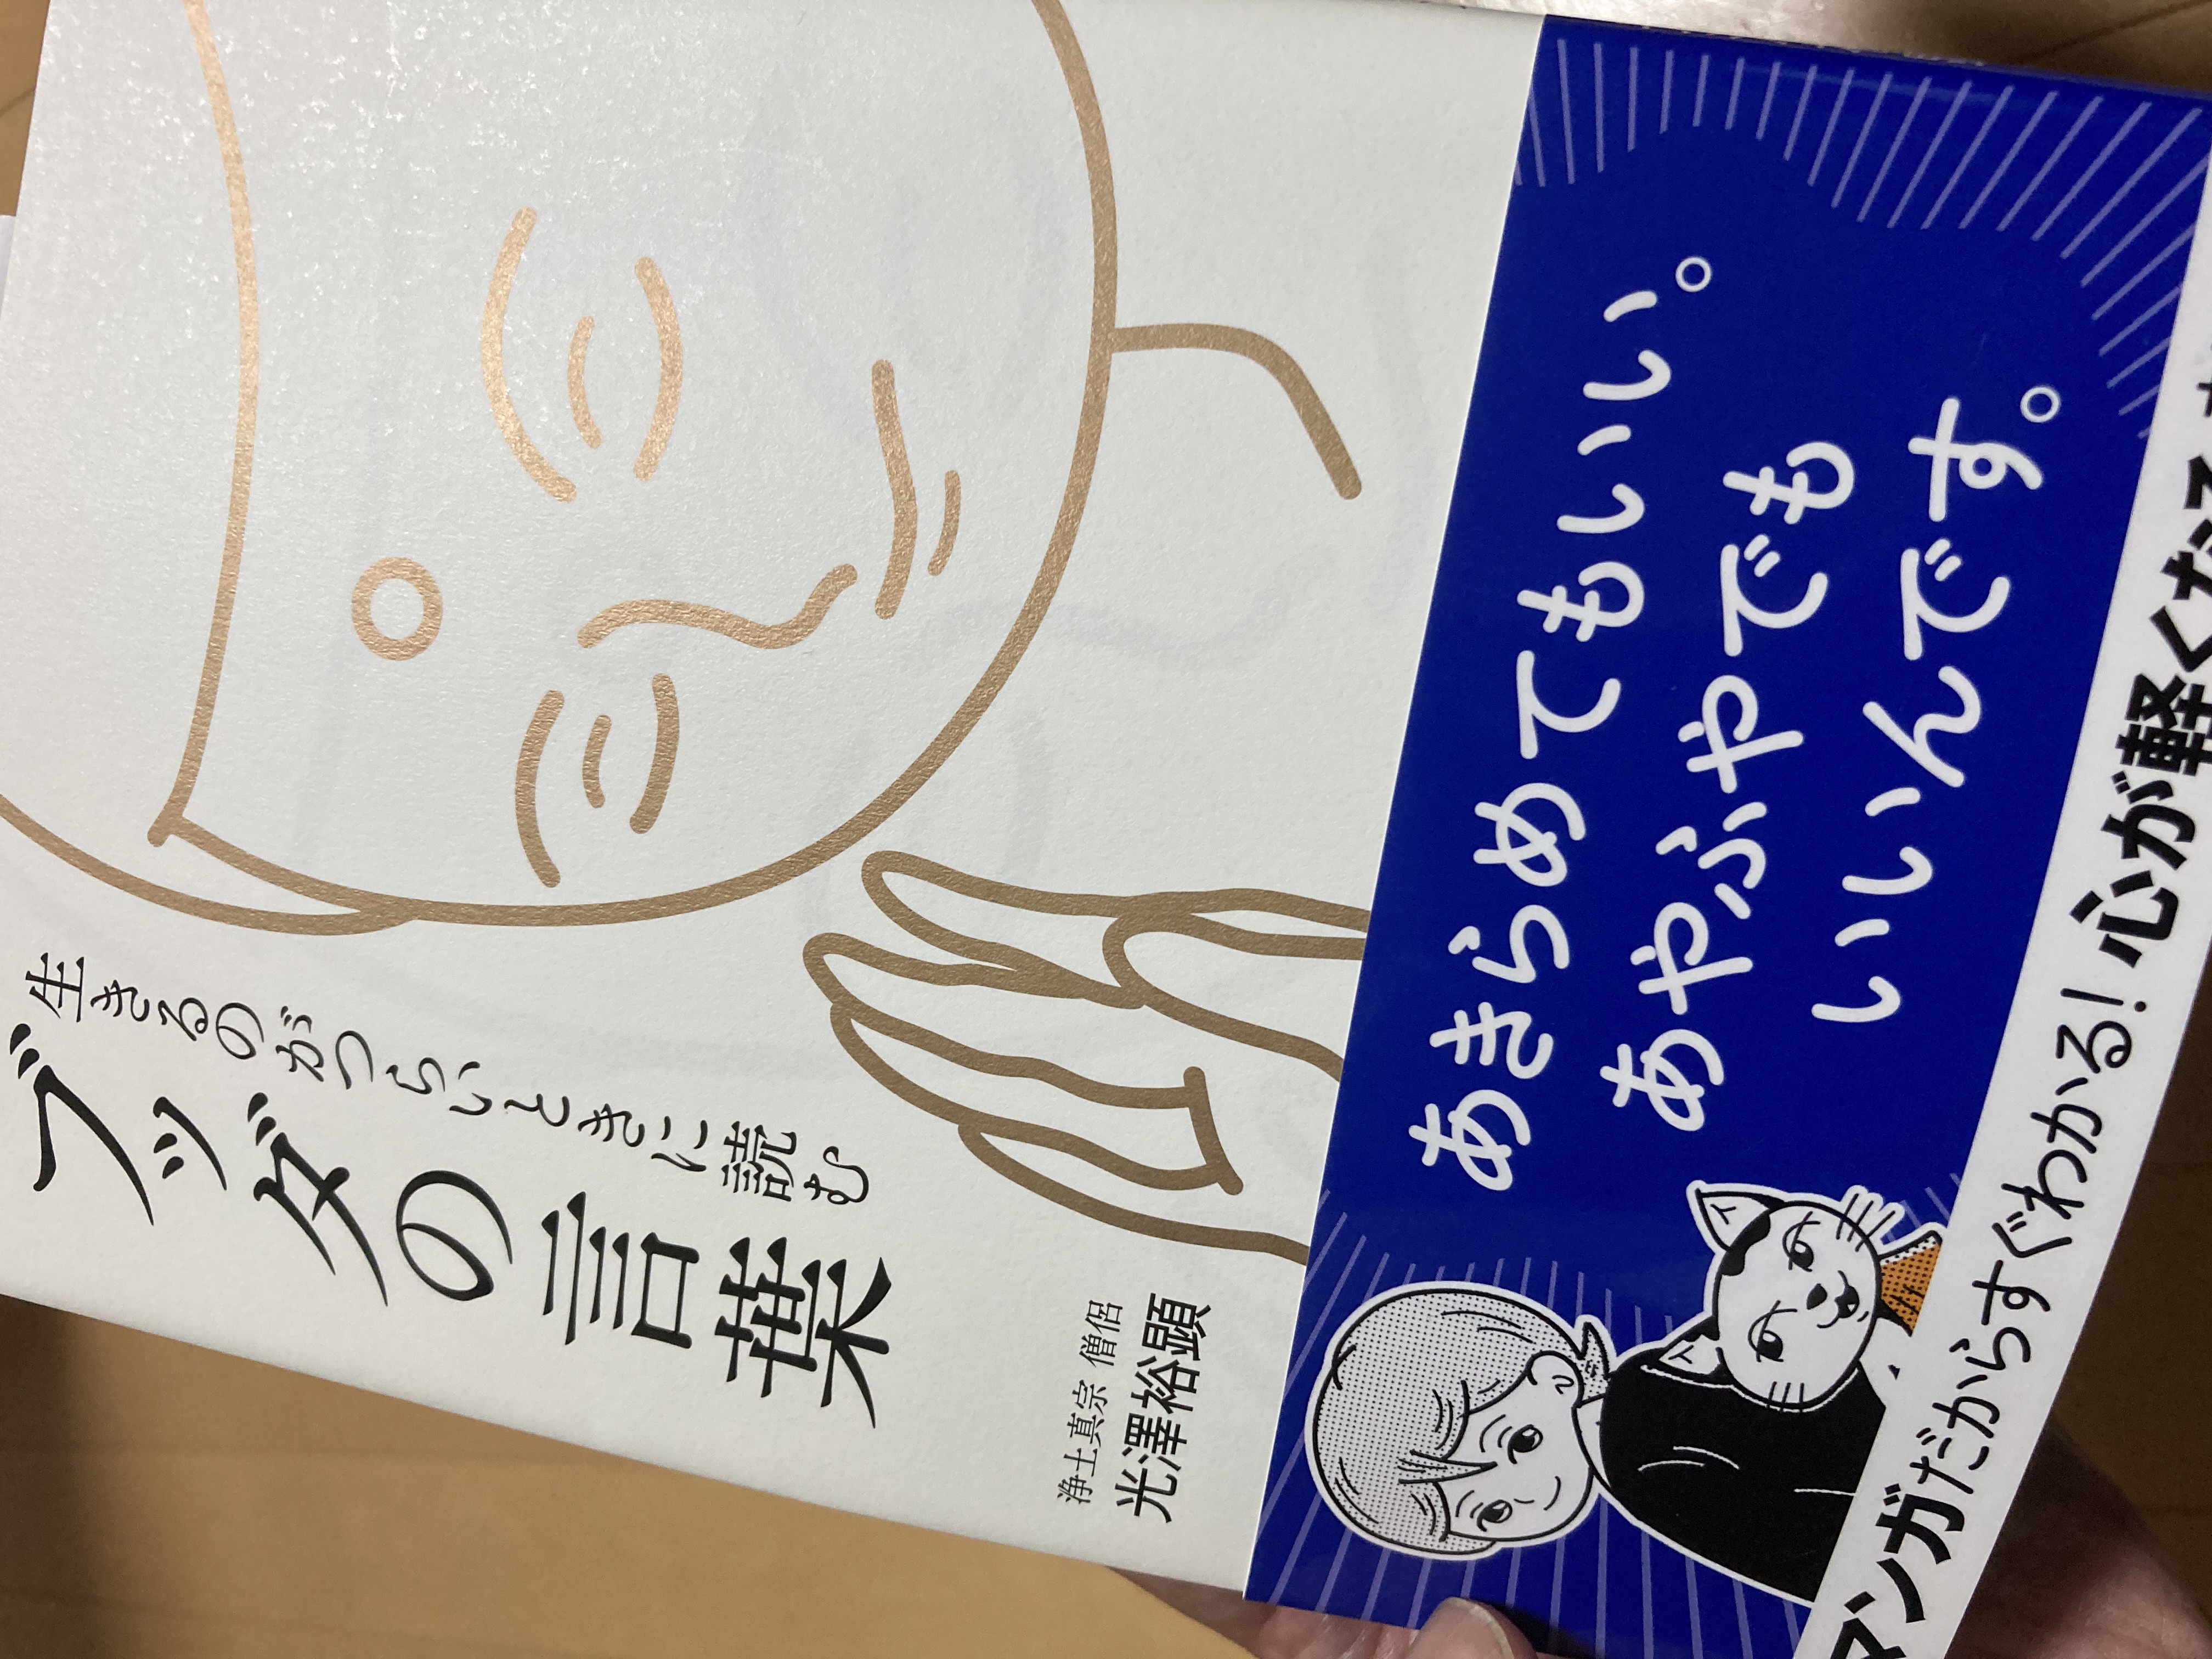 生きるのがつらいときに読む
ブッダの言葉
浄土真宗 僧侶
光澤裕顕
あきらめてもいい。
あやふやでも
いいんです。
マンガだからすぐわかる！心が軽くなる